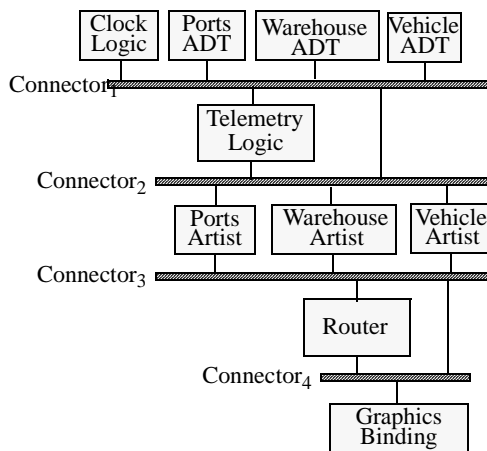 Clock
Logic
Ports
ADT
Warehouse
ADT
Vehicle
ADT
Connector1
Telemetry
Logic
Connector2
Ports
Artist
Warehouse
Artist
Vehicle
Artist
Connector3
Router
Connector4
Graphics
Binding